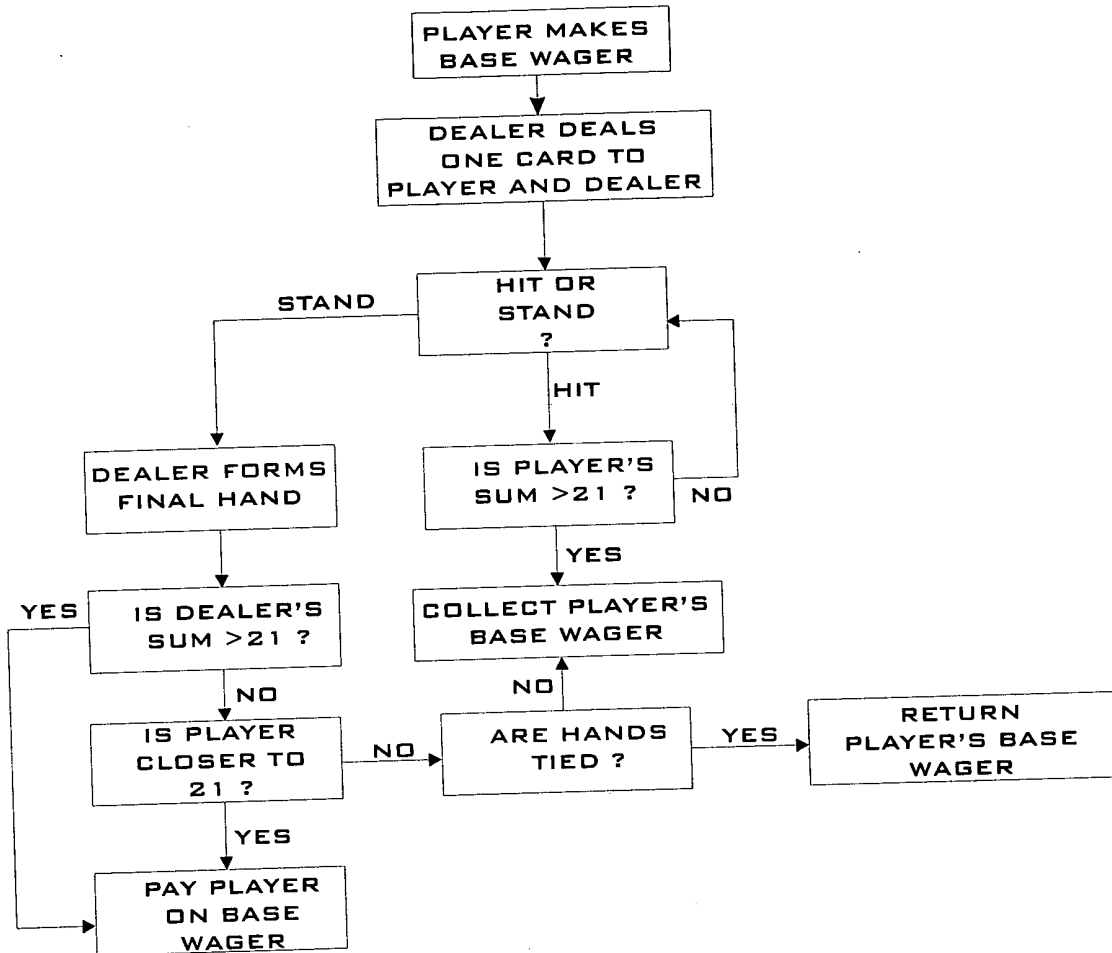 PLAYER MAKES
BASE WAGER
DEALER DEALS
ONE CARD TO
PLAYER AND DEALER
HIT OR
STAND
?
STAND
HIT
DEALER FORMS
FINAL HAND
IS PLAYER'S
SUM >21 ?
NO
YES
YES
IS DEALER'S
SUM >21 ?
COLLECT PLAYER'S
BASE WAGER
NO
NO
IS PLAYER
CLOSER TO
21 ?
NO
ARE HANDS
TIED ?
YES
RETURN
PLAYER'S BASE
WAGER
YES
PAY PLAYER
ON BASE
WAGER